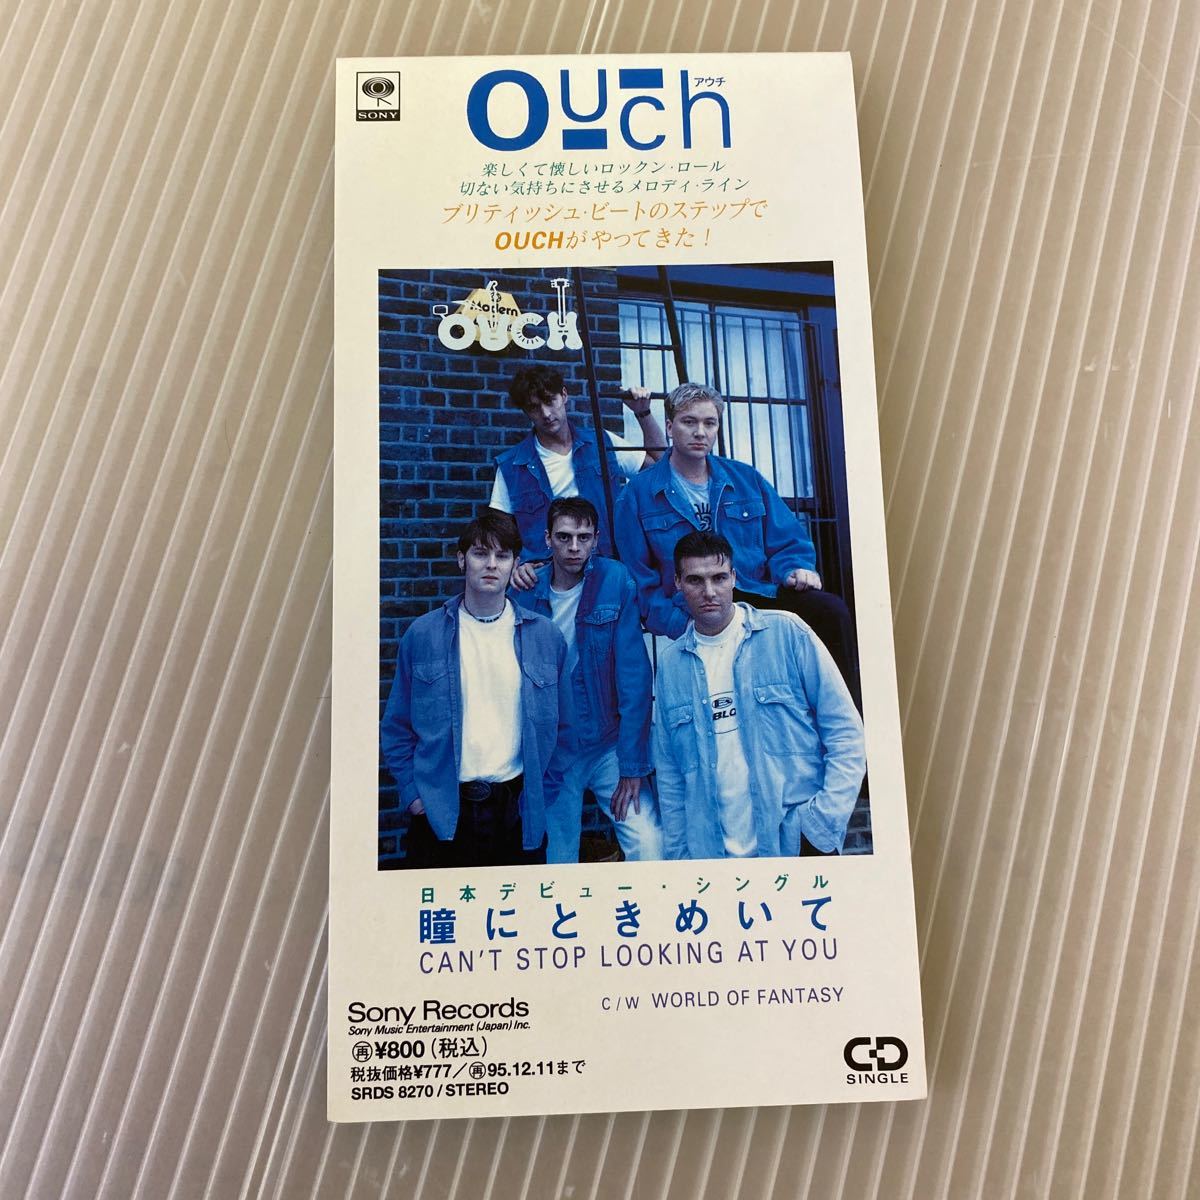 SONY
ouch
アウチ
楽しくて懐しいロックン・ロール
切ない気持ちにさせるメロディ・ライン
ブリティッシュ・ビートのステップで
OUCHがやってきた!
Modern
OUCH
日本デビュー・シングル
瞳にときめいて
CAN'T STOP LOOKING AT YOU
C/W WORLD OF FANTASY
Sony Records
Sony Music Entertainment (Japan) Inc.
㊞¥800(税込)
税抜価格¥777/再95.12.11まで
SRDS 8270/STEREO
CD
SINGLE